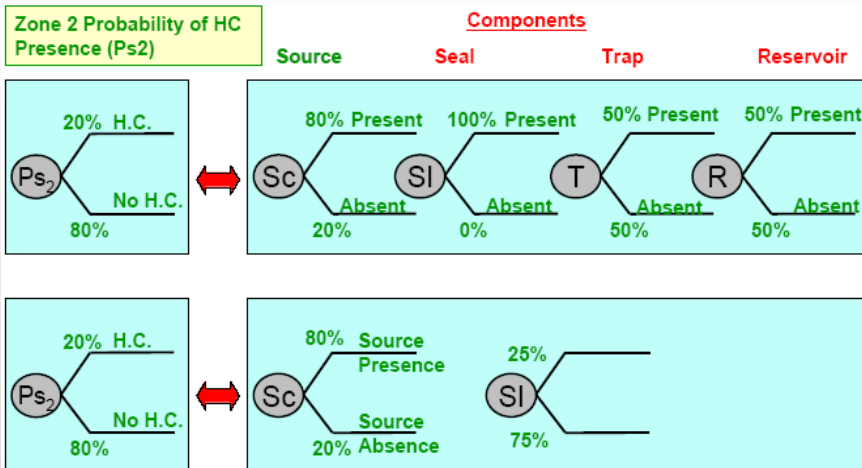 Zone 2 Probability of HC
Presence (Ps2)
Components
Source Seal Trap Reservoir
20% H.C.
Ps2
No H.C.
80%
80% Present 100% Present 50% Present 50% Present
Sc Sl T R
Absent Absent Absent Absent
20% 0% 50% 50%
20% H.C.
Ps2
No H.C.
80%
80% Source
Presence
Sc
Source
20% Absence
25%
Sl
75%